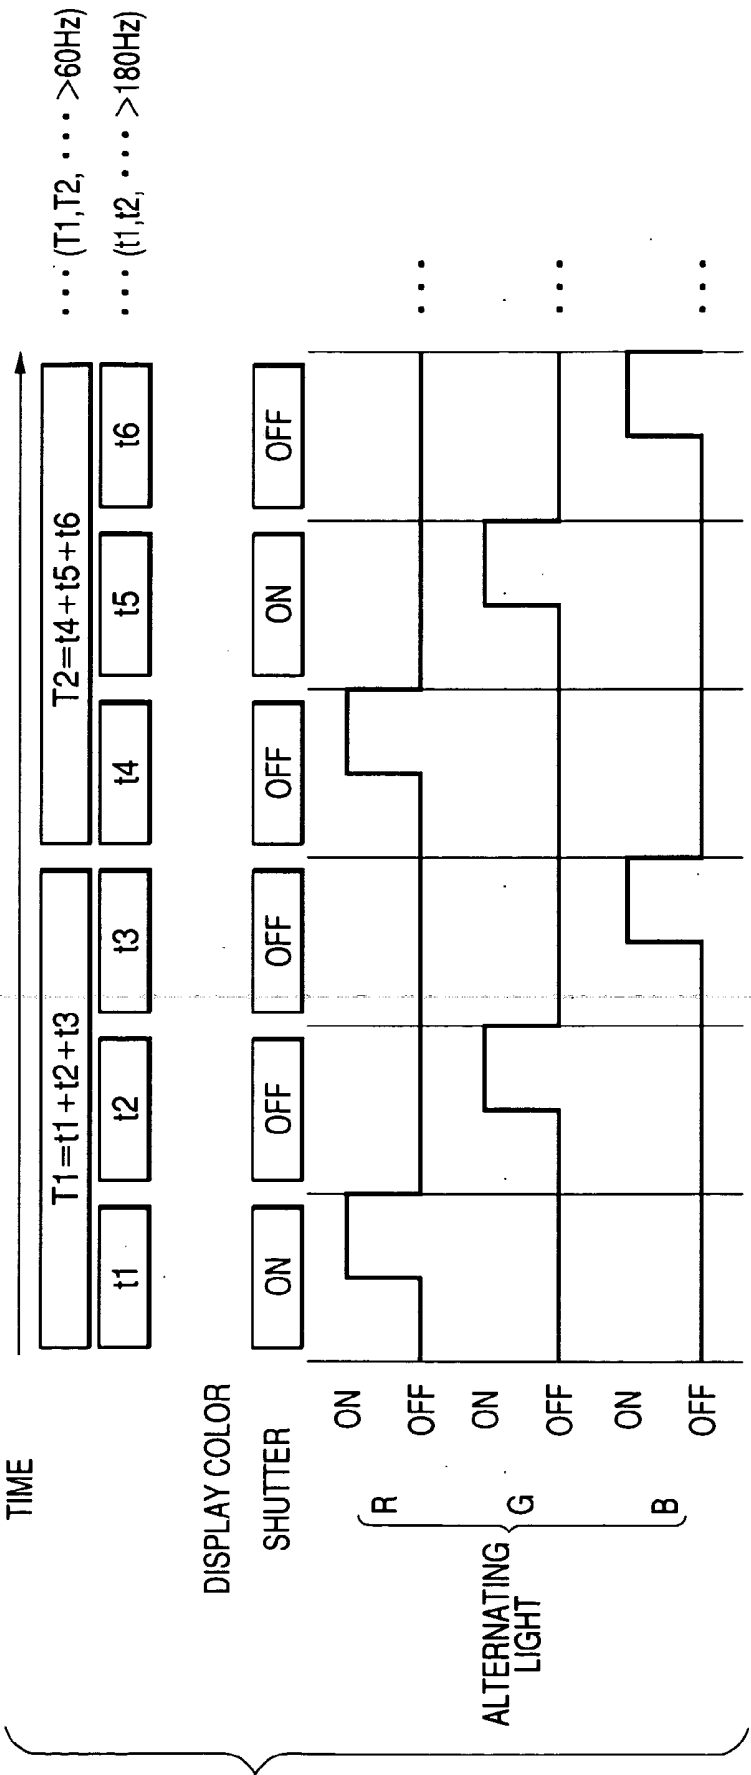 TIME
T1=t1+t2+t3 T2=t4+t5+t6 ··· (T1,T2, ··· >60Hz)
t1 t2 t3 t4 t5 t6 ··· (t1,t2, ··· >180Hz)
DISPLAY COLOR
SHUTTER ON OFF OFF OFF ON OFF
ALTERNATING
LIGHT
R ON
OFF ···
G ON
OFF ···
B ON
OFF ···